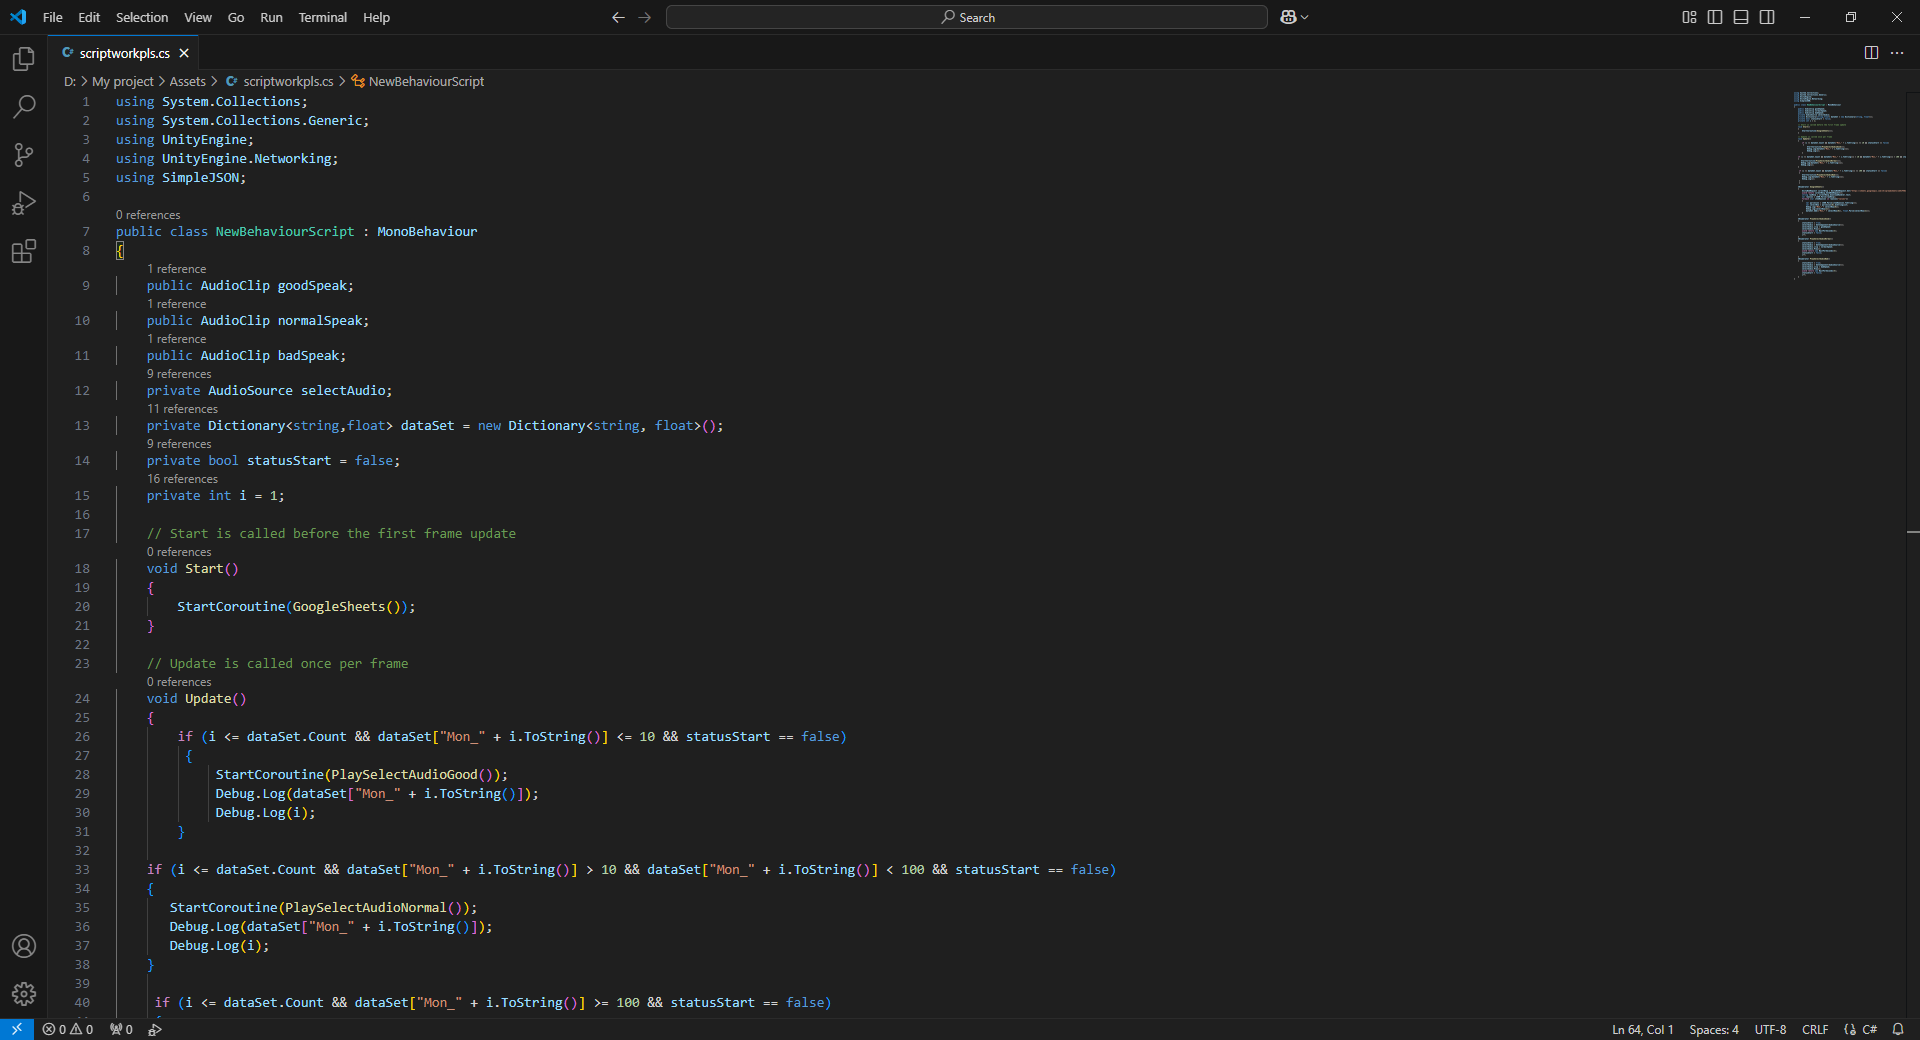 File Edit Selection View Go Run Terminal Help
Search
scriptworkpls.cs
D: > My project > Assets > scriptworkpls.cs > NewBehaviourScript
1 using System.Collections;
2 using System.Collections.Generic;
3 using UnityEngine;
4 using UnityEngine.Networking;
5 using SimpleJSON;
6
0 references
7 public class NewBehaviourScript : MonoBehaviour
8 {
1 reference
9 public AudioClip goodSpeak;
1 reference
10 public AudioClip normalSpeak;
1 reference
11 public AudioClip badSpeak;
9 references
12 private AudioSource selectAudio;
11 references
13 private Dictionary<string,float> dataSet = new Dictionary<string, float>();
9 references
14 private bool statusStart = false;
16 references
15 private int i = 1;
16
17 // Start is called before the first frame update
0 references
18 void Start()
19 {
20 StartCoroutine(GoogleSheets());
21 }
22
23 // Update is called once per frame
0 references
24 void Update()
25 {
26 if (i <= dataSet.Count && dataSet["Mon_" + i.ToString()] <= 10 && statusStart == false)
27 {
28 StartCoroutine(PlaySelectAudioGood());
29 Debug.Log(dataSet["Mon_" + i.ToString()]);
30 Debug.Log(i);
31 }
32
33 if (i <= dataSet.Count && dataSet["Mon_" + i.ToString()] > 10 && dataSet["Mon_" + i.ToString()] < 100 && statusStart == false)
34 {
35 StartCoroutine(PlaySelectAudioNormal());
36 Debug.Log(dataSet["Mon_" + i.ToString()]);
37 Debug.Log(i);
38 }
39
40 if (i <= dataSet.Count && dataSet["Mon_" + i.ToString()] >= 100 && statusStart == false)
0 0 0 Ln 64, Col 1 Spaces: 4 UTF-8 CRLF C#